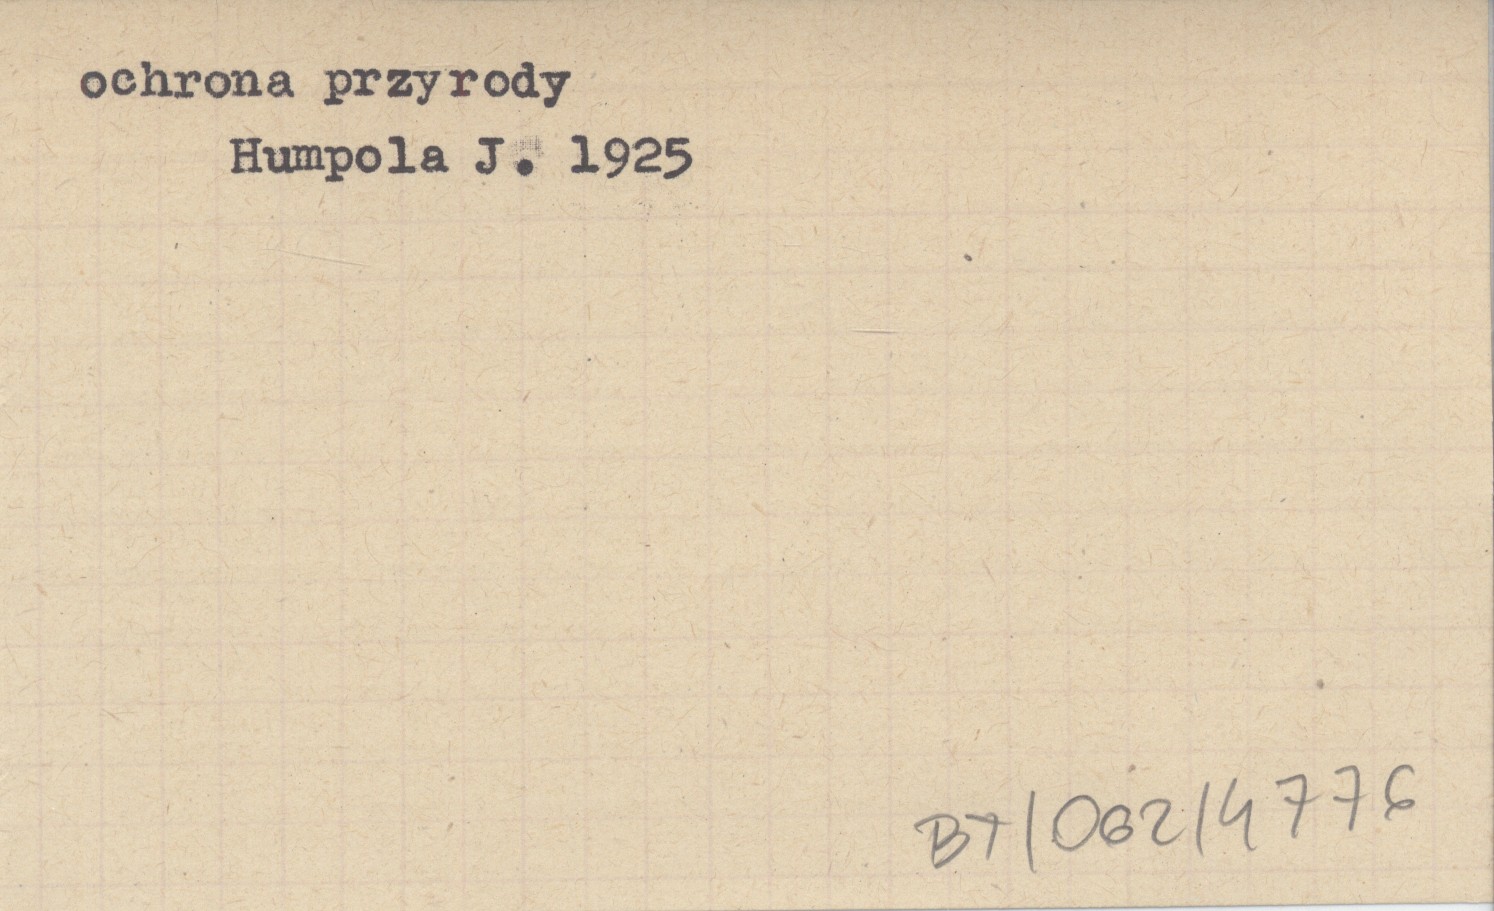 ochrona przyrody
Humpola J. 1925
BT/062/4776